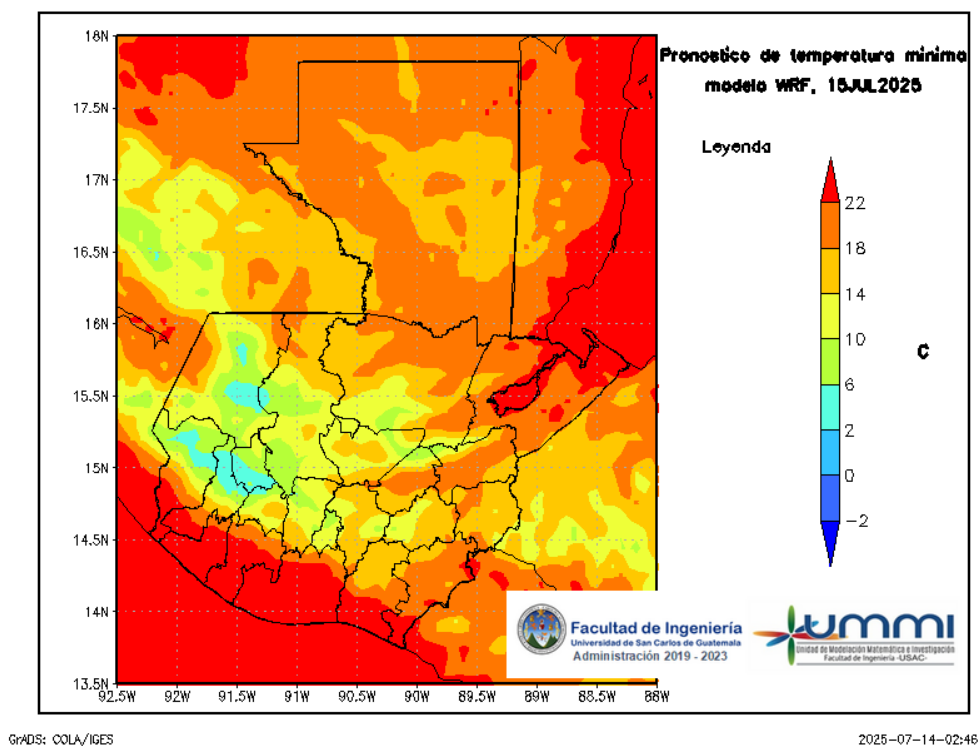 Pronostico de temperatura minima
modelo WRF, 15JUL2025
Leyenda
22
18
14
10
6
2
0
−2
C
18N
17.5N
17N
16.5N
16N
15.5N
15N
14.5N
14N
13.5N
92.5W
92W
91.5W
91W
90.5W
90W
89.5W
89W
88.5W
88W
Facultad de Ingeniería
Universidad de San Carlos de Guatemala
Administración 2019 - 2023
ummi
Unidad de Modelación Matemática e Investigación
Facultad de Ingeniería -USAC-
GrADS: COLA/IGES
2025-07-14-02:46